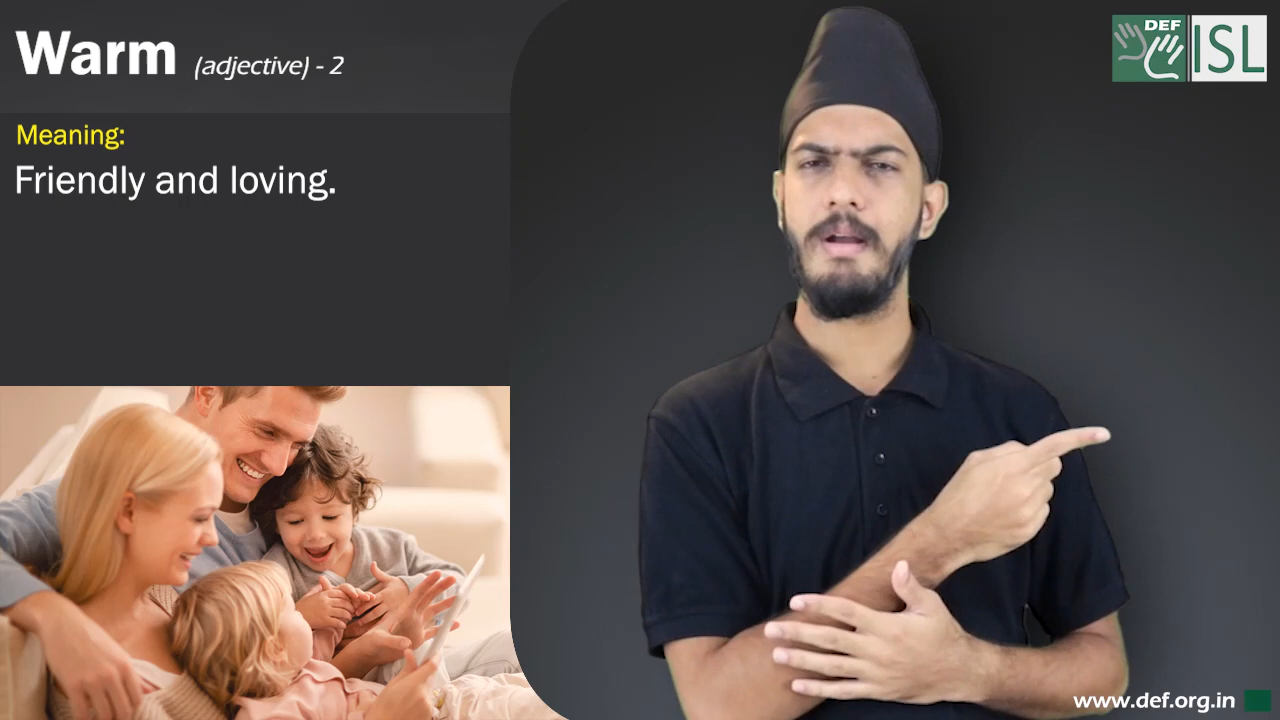 Warm (adjective) - 2
Meaning:
Friendly and loving.
DEF
ISL
www.def.org.in